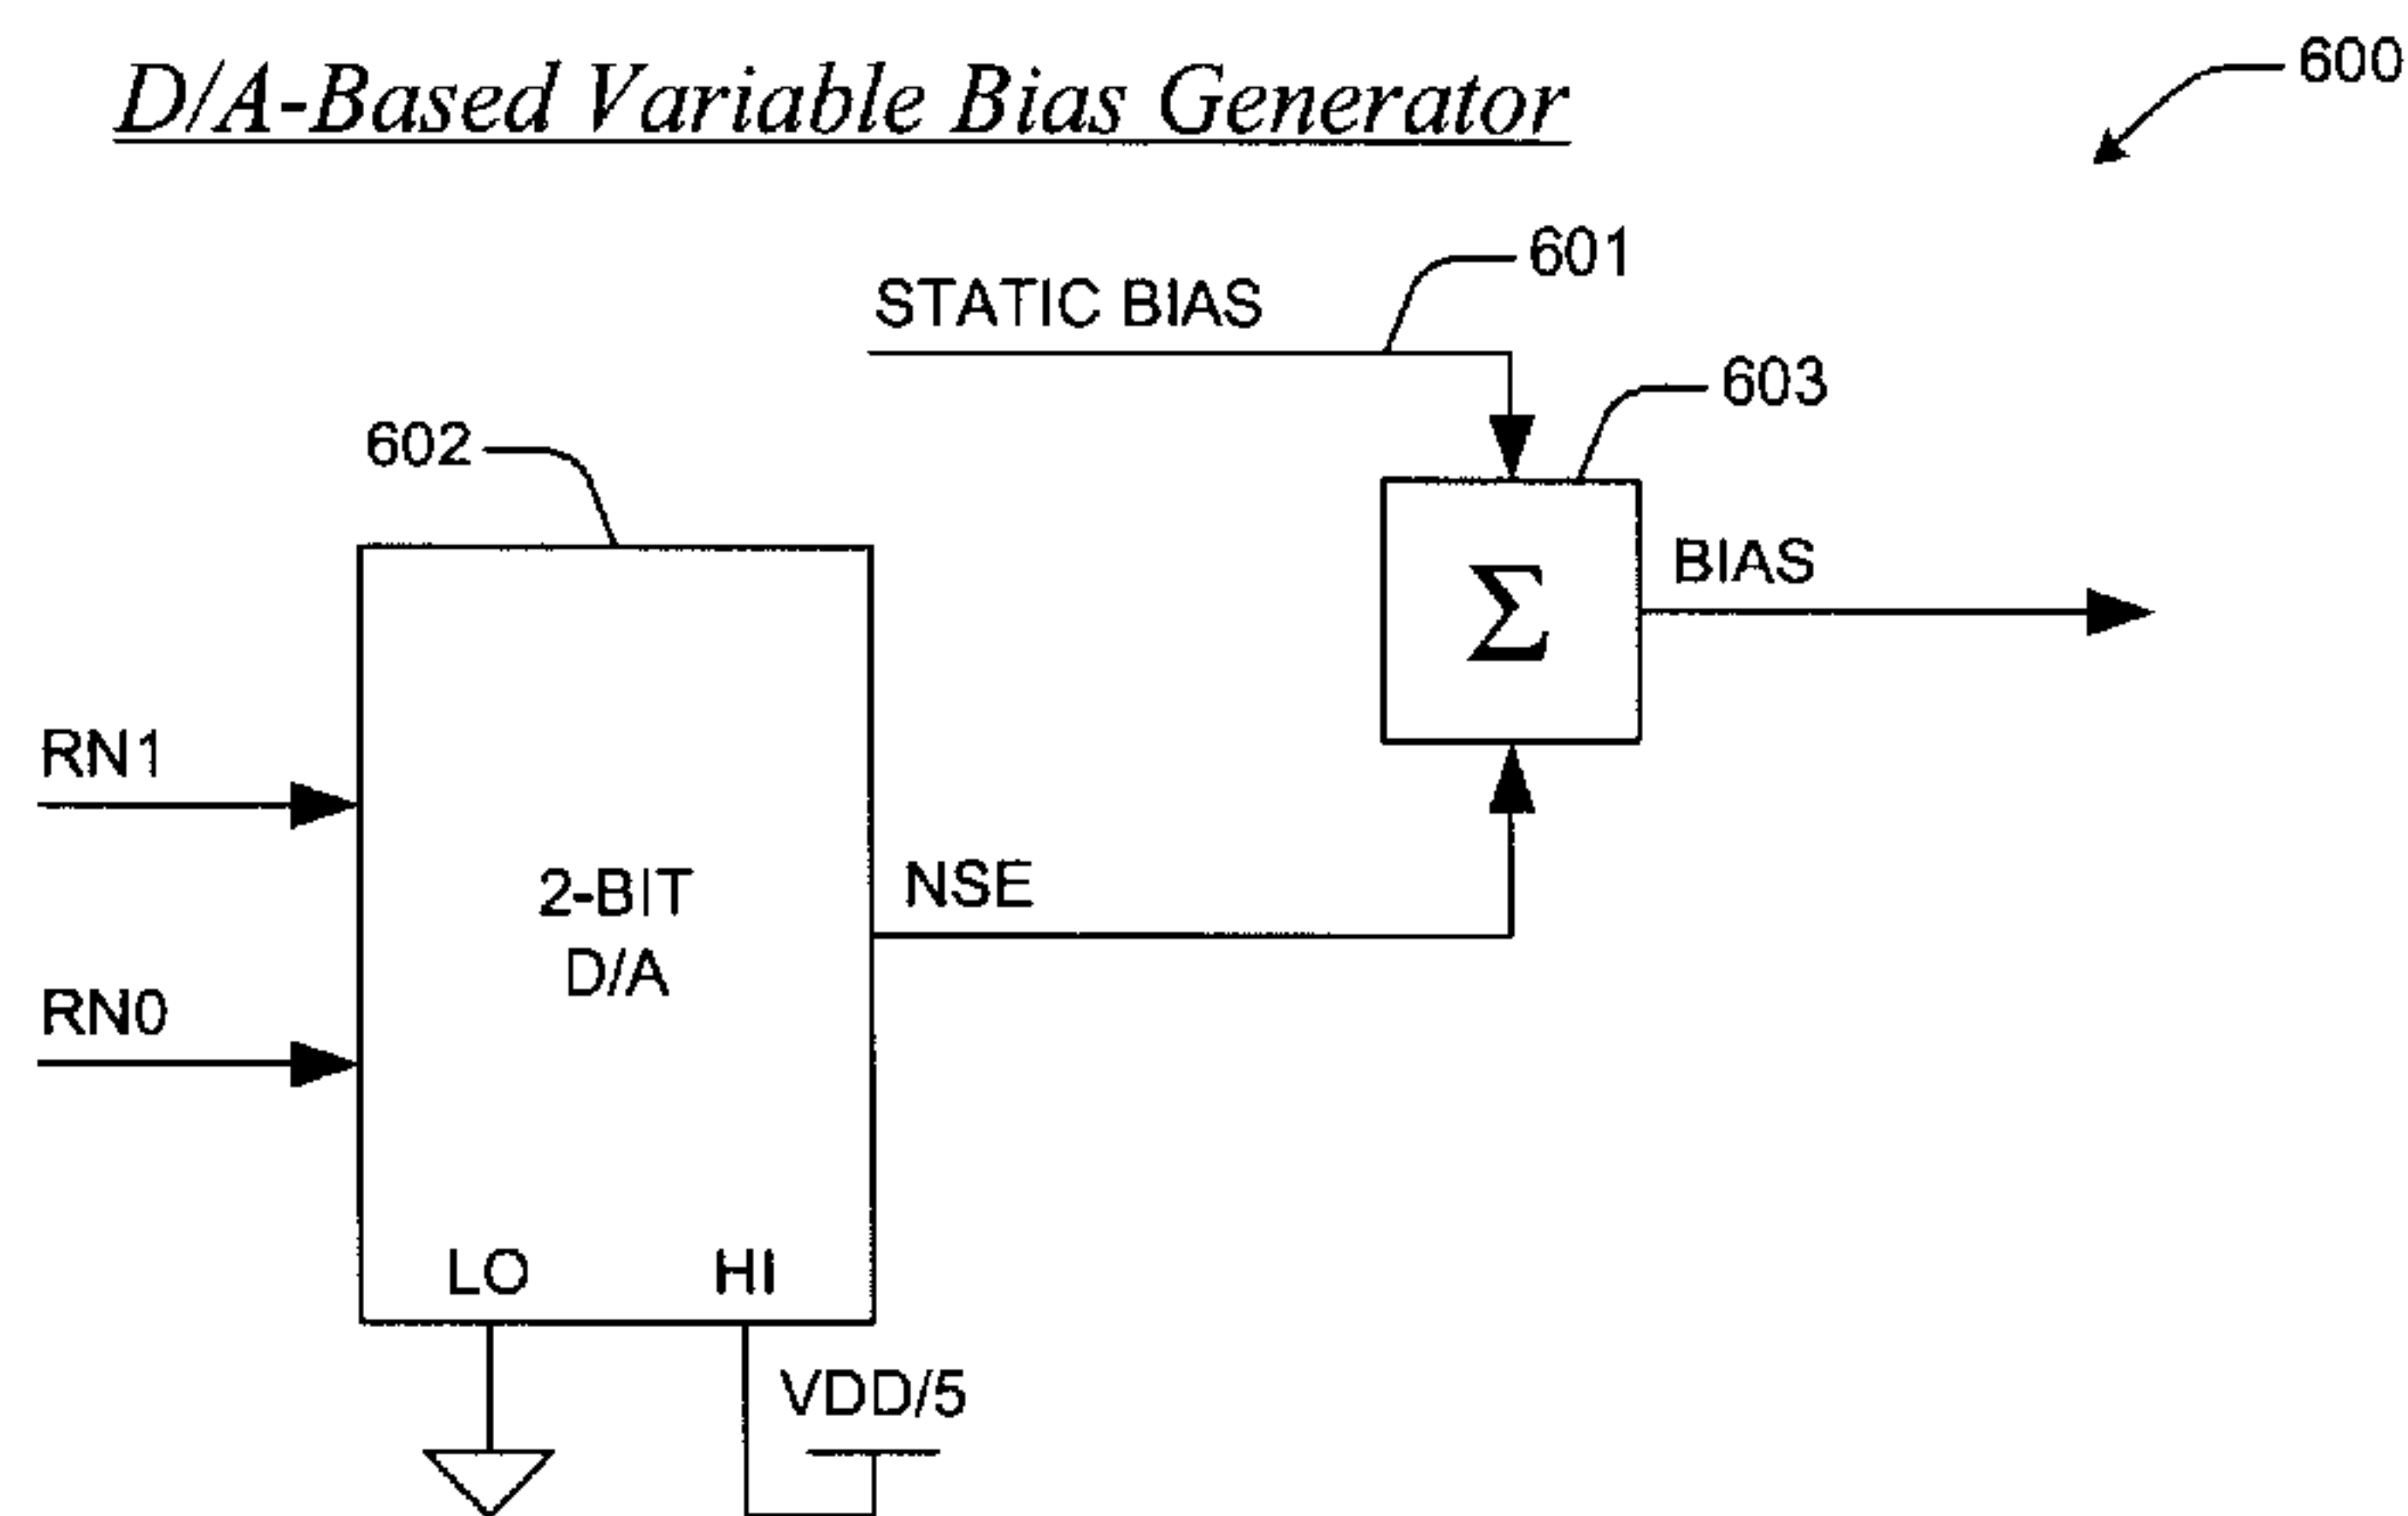 D/A-Based Variable Bias Generator
600
601
STATIC BIAS
603
602
BIAS
Σ
RN1
NSE
2-BIT
D/A
RN0
LO
HI
VDD/5